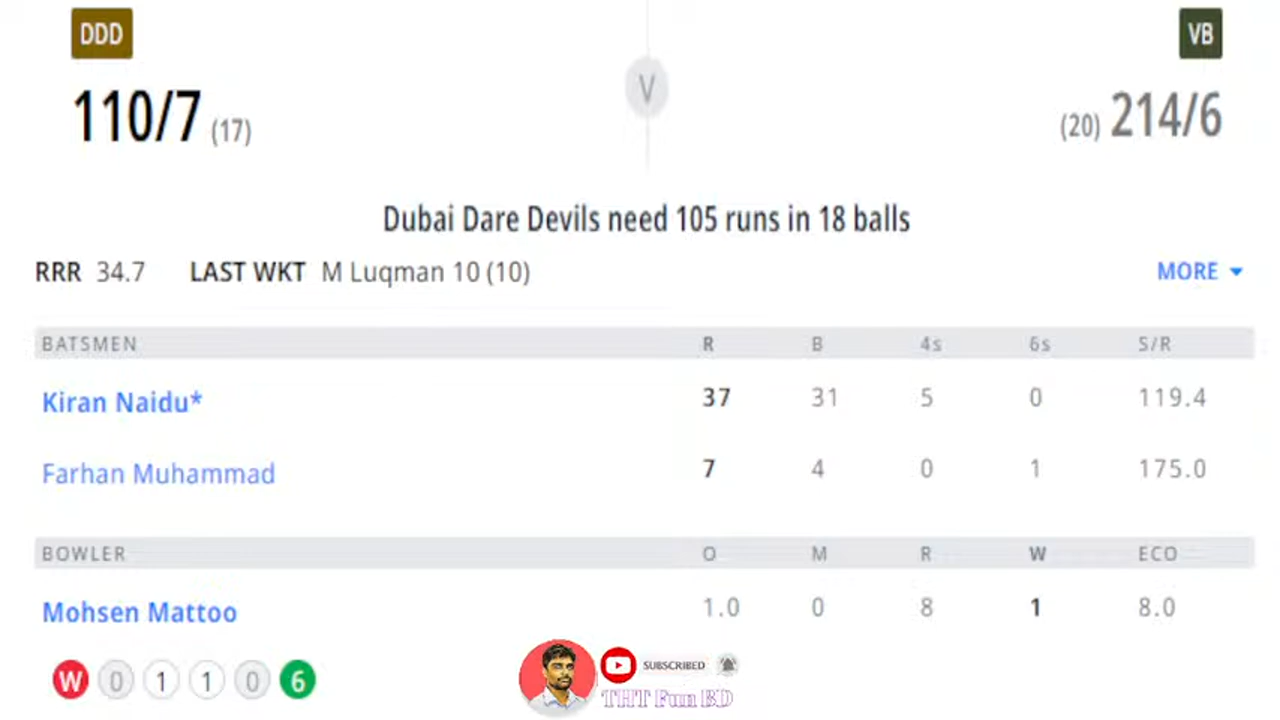 DDD
VB
110/7 (17)
V
(20) 214/6
Dubai Dare Devils need 105 runs in 18 balls
RRR 34.7 LAST WKT M Luqman 10 (10)
MORE
BATSMEN R B 4s 6s S/R
Kiran Naidu* 37 31 5 0 119.4
Farhan Muhammad 7 4 0 1 175.0
BOWLER O M R W ECO
Mohsen Mattoo 1.0 0 8 1 8.0
W 0 1 1 0 6
SUBSCRIBED
THT Fun BD